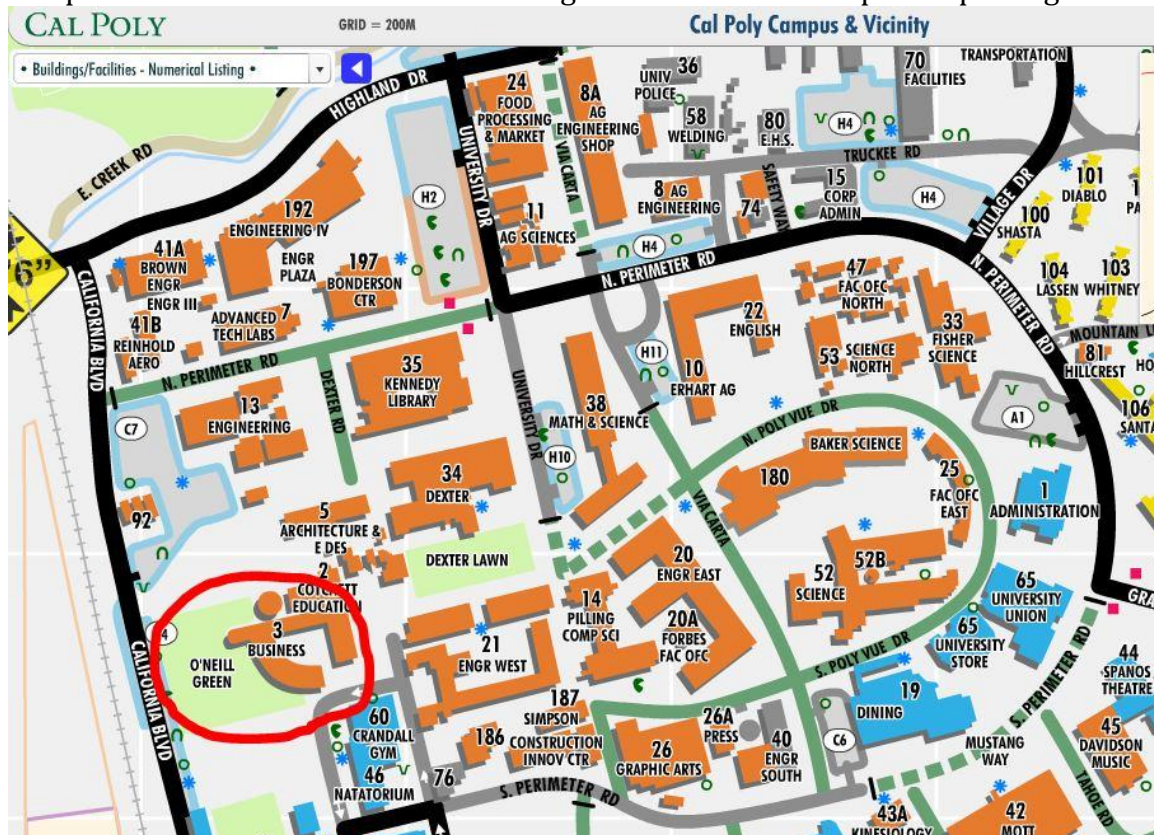 CAL POLY
GRID = 200M
Cal Poly Campus & Vicinity
• Buildings/Facilities - Numerical Listing •
HIGHLAND DR
E. CREEK RD
24
FOOD
PROCESSING
& MARKET
8A
AG
ENGINEERING
SHOP
36
UNIV
POLICE
58
WELDING
80
E.H.S.
H4
70
FACILITIES
TRANSPORTATION
UNIVERSITY DR
VIA CARTA
TRUCKEE RD
H2
11
AG SCIENCES
8 AG
ENGINEERING
74
SAFETY WAY
15
CORP
ADMIN
H4
VILLAGE DR
101
DIABLO
100
SHASTA
192
ENGINEERING IV
ENGR
PLAZA
6"
41A
BROWN
ENGR
ENGR III
197
BONDERSON
CTR
H4
N. PERIMETER RD
N. PERIMETER RD
104
LASSEN
103
WHITNEY
41B
REINHOLD
AERO
ADVANCED
TECH LABS
7
CALIFORNIA BLVD
N. PERIMETER RD
DEXTER RD
35
KENNEDY
LIBRARY
UNIVERSITY DR
H11
10
ERHART AG
22
ENGLISH
47
FAC OFC
NORTH
53
SCIENCE
NORTH
33
FISHER
SCIENCE
81
HILLCREST
A1
106
C7
13
ENGINEERING
38
MATH & SCIENCE
H10
N. POLY VUE DR
BAKER SCIENCE
180
25
FAC OFC
EAST
1
ADMINISTRATION
92
34
DEXTER
5
ARCHITECTURE &
E DES
DEXTER LAWN
VIA CARTA
20
ENGR EAST
52B
52
SCIENCE
65
UNIVERSITY
UNION
2
COTCHETT
EDUCATION
3
BUSINESS
O'NEILL
GREEN
CALIFORNIA BLVD
21
ENGR WEST
14
PILLING
COMP SCI
20A
FORBES
FAC OFC
S. POLY VUE DR
65
UNIVERSITY
STORE
S. PERIMETER RD
44
SPANOS
THEATRE
60
CRANDALL
GYM
46
NATATORIUM
186
187
SIMPSON
CONSTRUCTION
INNOV CTR
26
GRAPHIC ARTS
26A
PRESS
40
ENGR
SOUTH
C6
19
DINING
MUSTANG
WAY
45
DAVIDSON
MUSIC
76
S. PERIMETER RD
43A
KINESIOLOGY
42
MOTT
TAHOE RD